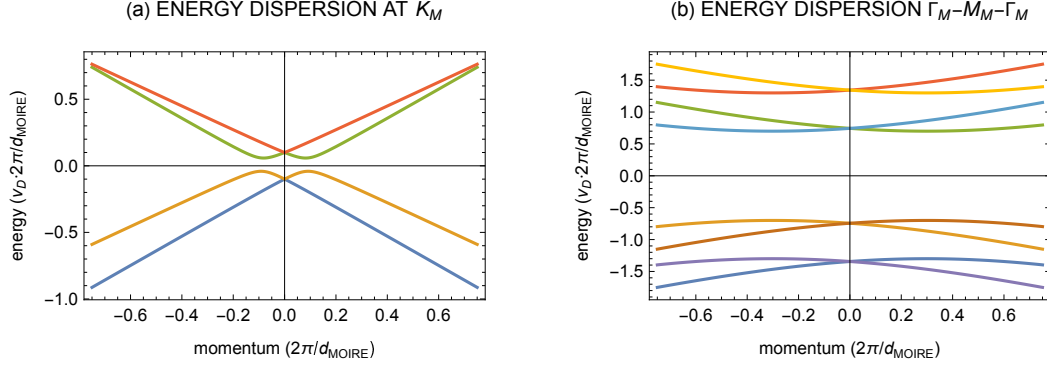 (a) ENERGY DISPERSION AT K_M
energy (v_D·2π/d_MOIRE)
0.5
0.0
−0.5
−1.0
−0.6 −0.4 −0.2 0.0 0.2 0.4 0.6
momentum (2π/d_MOIRE)
(b) ENERGY DISPERSION Γ_M−M_M−Γ_M
energy (v_D·2π/d_MOIRE)
1.5
1.0
0.5
0.0
−0.5
−1.0
−1.5
−0.6 −0.4 −0.2 0.0 0.2 0.4 0.6
momentum (2π/d_MOIRE)